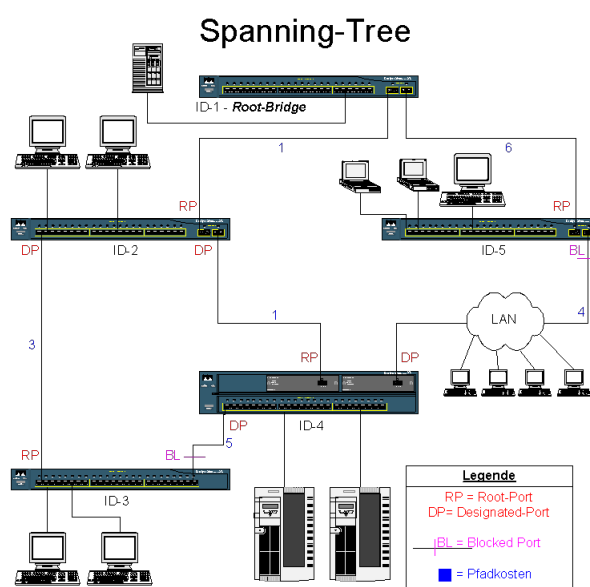 Spanning-Tree
ID-1 - Root-Bridge
1
6
RP
RP
DP
ID-2
DP
ID-5
BL
LAN
4
3
1
RP
DP
DP
ID-4
5
RP
BL
ID-3
Legende
RP = Root-Port
DP= Designated-Port
BL = Blocked Port
= Pfadkosten